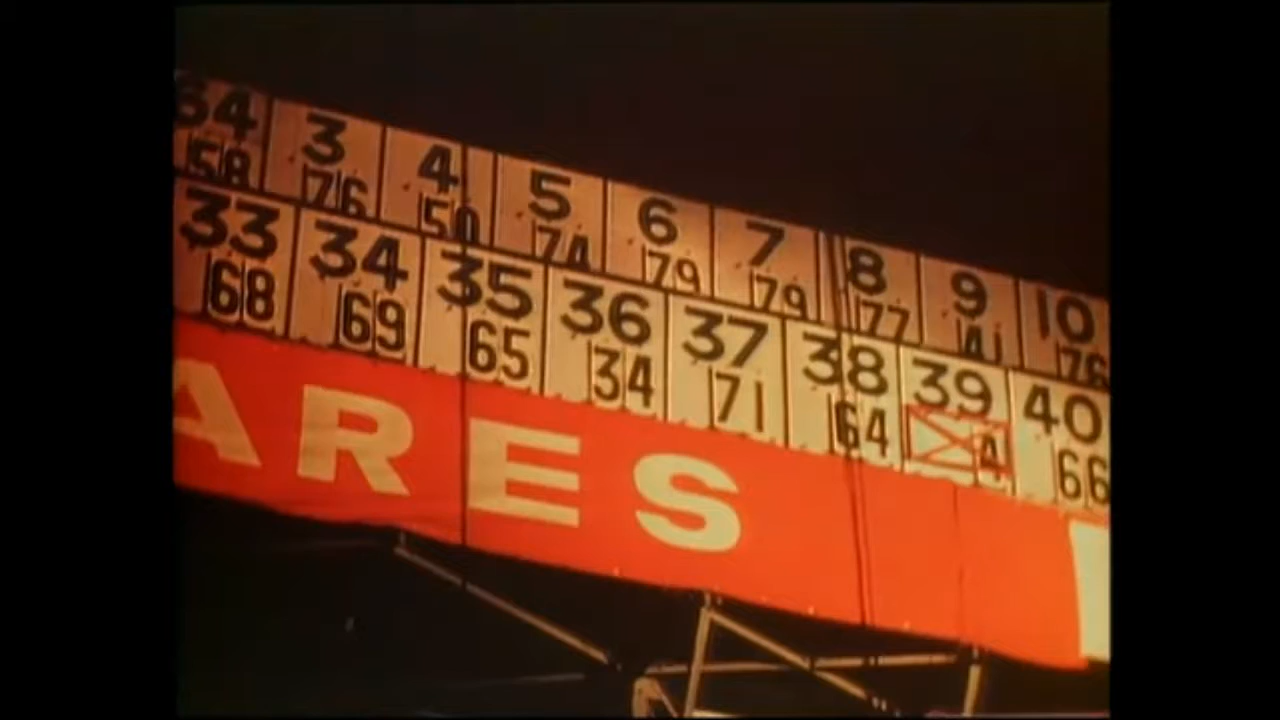 64 3 4 5 6 7 8 9 10
58 76 50 74 79 79 77 41 76
33 34 35 36 37 38 39 40
68 69 65 34 71 64 4 66
ARES